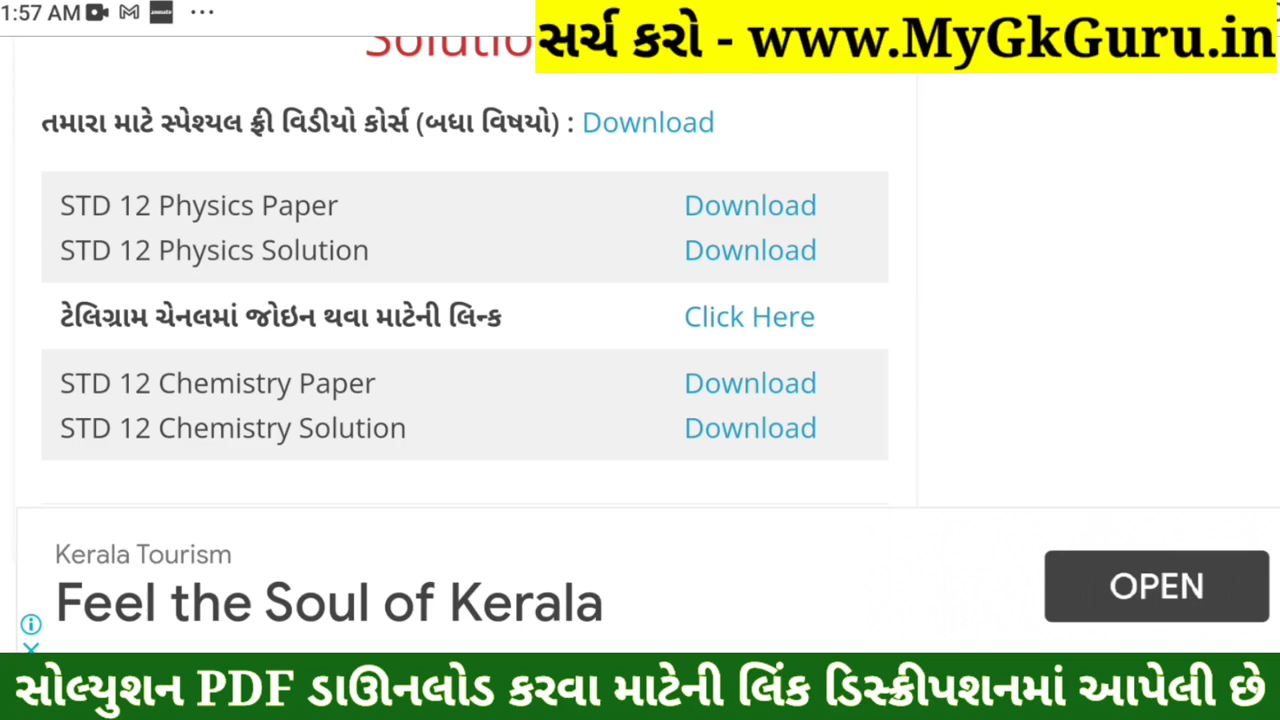 1:57 AM
Solutio
સર્ચ કરો - www.MyGkGuru.in
તમારા માટે સ્પેશ્યલ ફ્રી વિડીયો કોર્સ (બધા વિષયો) : Download
STD 12 Physics Paper Download
STD 12 Physics Solution Download
ટેલિગ્રામ ચેનલમાં જોઇન થવા માટેની લિન્ક Click Here
STD 12 Chemistry Paper Download
STD 12 Chemistry Solution Download
Kerala Tourism
Feel the Soul of Kerala
OPEN
સોલ્યુશન PDF ડાઊનલોડ કરવા માટેની લિંક ડિસ્ક્રીપશનમાં આપેલી છે